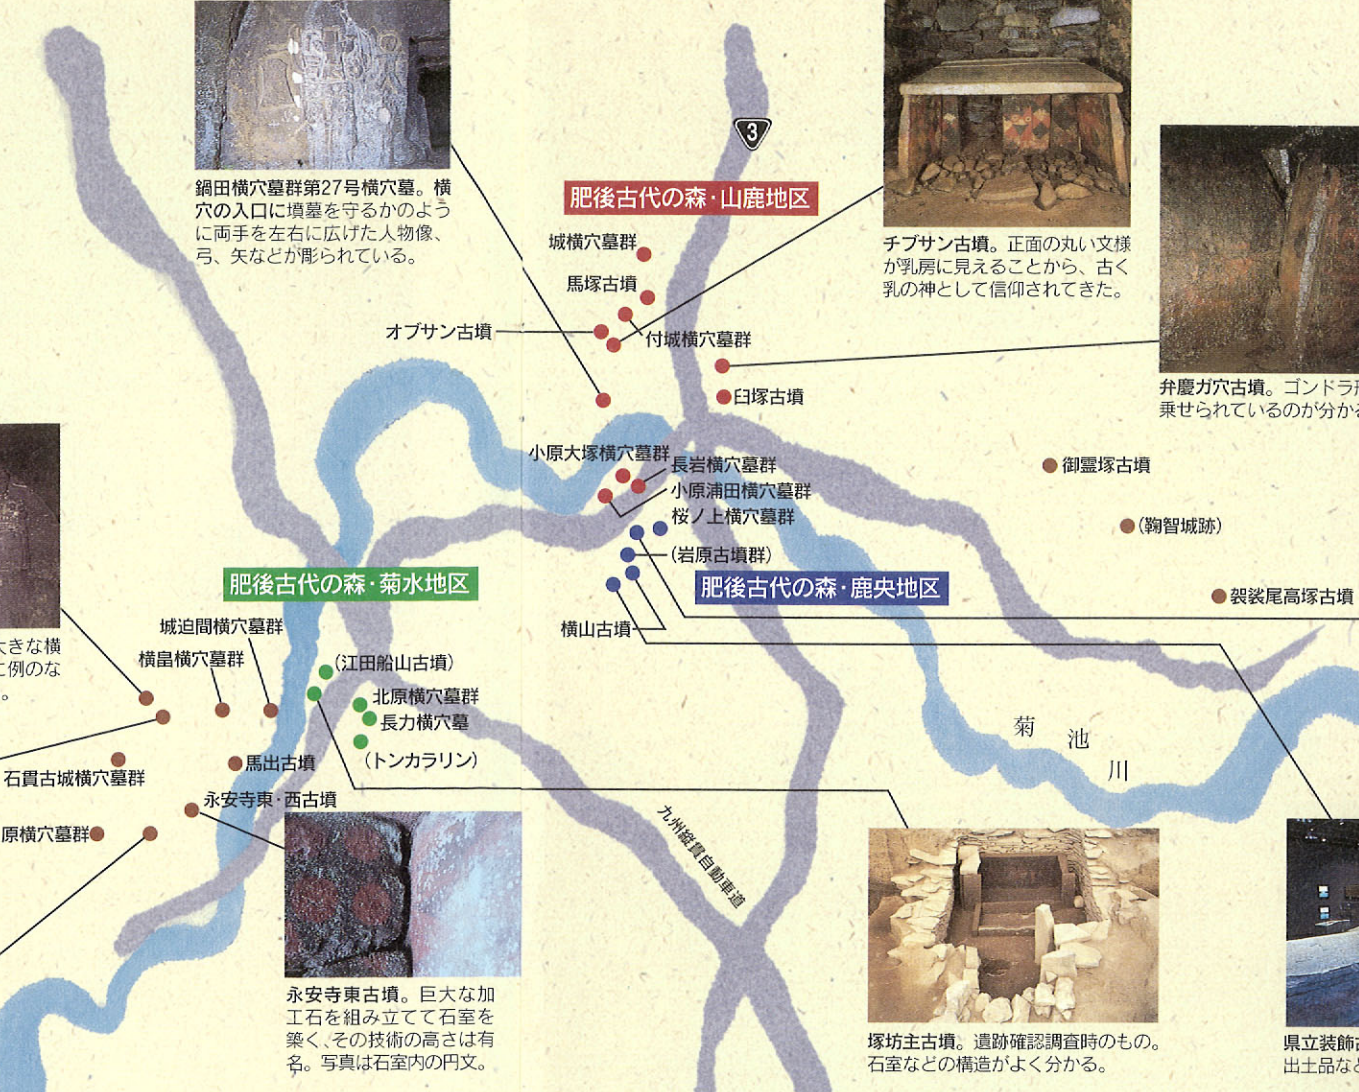 鍋田横穴墓群第27号横穴墓。横
穴の入口に墳墓を守るかのよう
に両手を左右に広げた人物像、
弓、矢などが彫られている。
3
肥後古代の森・山鹿地区
城横穴墓群
馬塚古墳
オブサン古墳
付城横穴墓群
臼塚古墳
チブサン古墳。正面の丸い文様
が乳房に見えることから、古く
乳の神として信仰されてきた。
弁慶ガ穴古墳。ゴンドラ形
乗せられているのが分かる
小原大塚横穴墓群
長岩横穴墓群
小原浦田横穴墓群
桜ノ上横穴墓群
(岩原古墳群)
肥後古代の森・鹿央地区
横山古墳
御霊塚古墳
(鞠智城跡)
袈裟尾高塚古墳
肥後古代の森・菊水地区
大きな横
に例のな
。
城迫間横穴墓群
横畠横穴墓群
(江田船山古墳)
北原横穴墓群
長力横穴墓
(トンカラリン)
石貫古城横穴墓群
馬出古墳
永安寺東・西古墳
原横穴墓群
菊池川
九州縦貫自動車道
永安寺東古墳。巨大な加
工石を組み立てて石室を
築く、その技術の高さは有
名。写真は石室内の円文。
塚坊主古墳。遺跡確認調査時のもの。
石室などの構造がよく分かる。
県立装飾古
出土品など